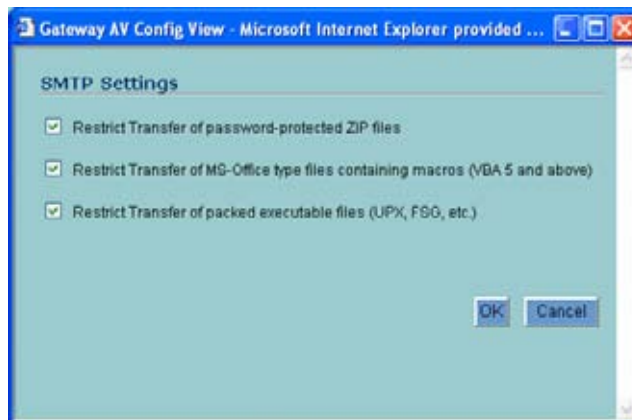 Gateway AV Config View - Microsoft Internet Explorer provided ...
SMTP Settings
Restrict Transfer of password-protected ZIP files
Restrict Transfer of MS-Office type files containing macros (VBA 5 and above)
Restrict Transfer of packed executable files (UPX, FSG, etc.)
OK Cancel